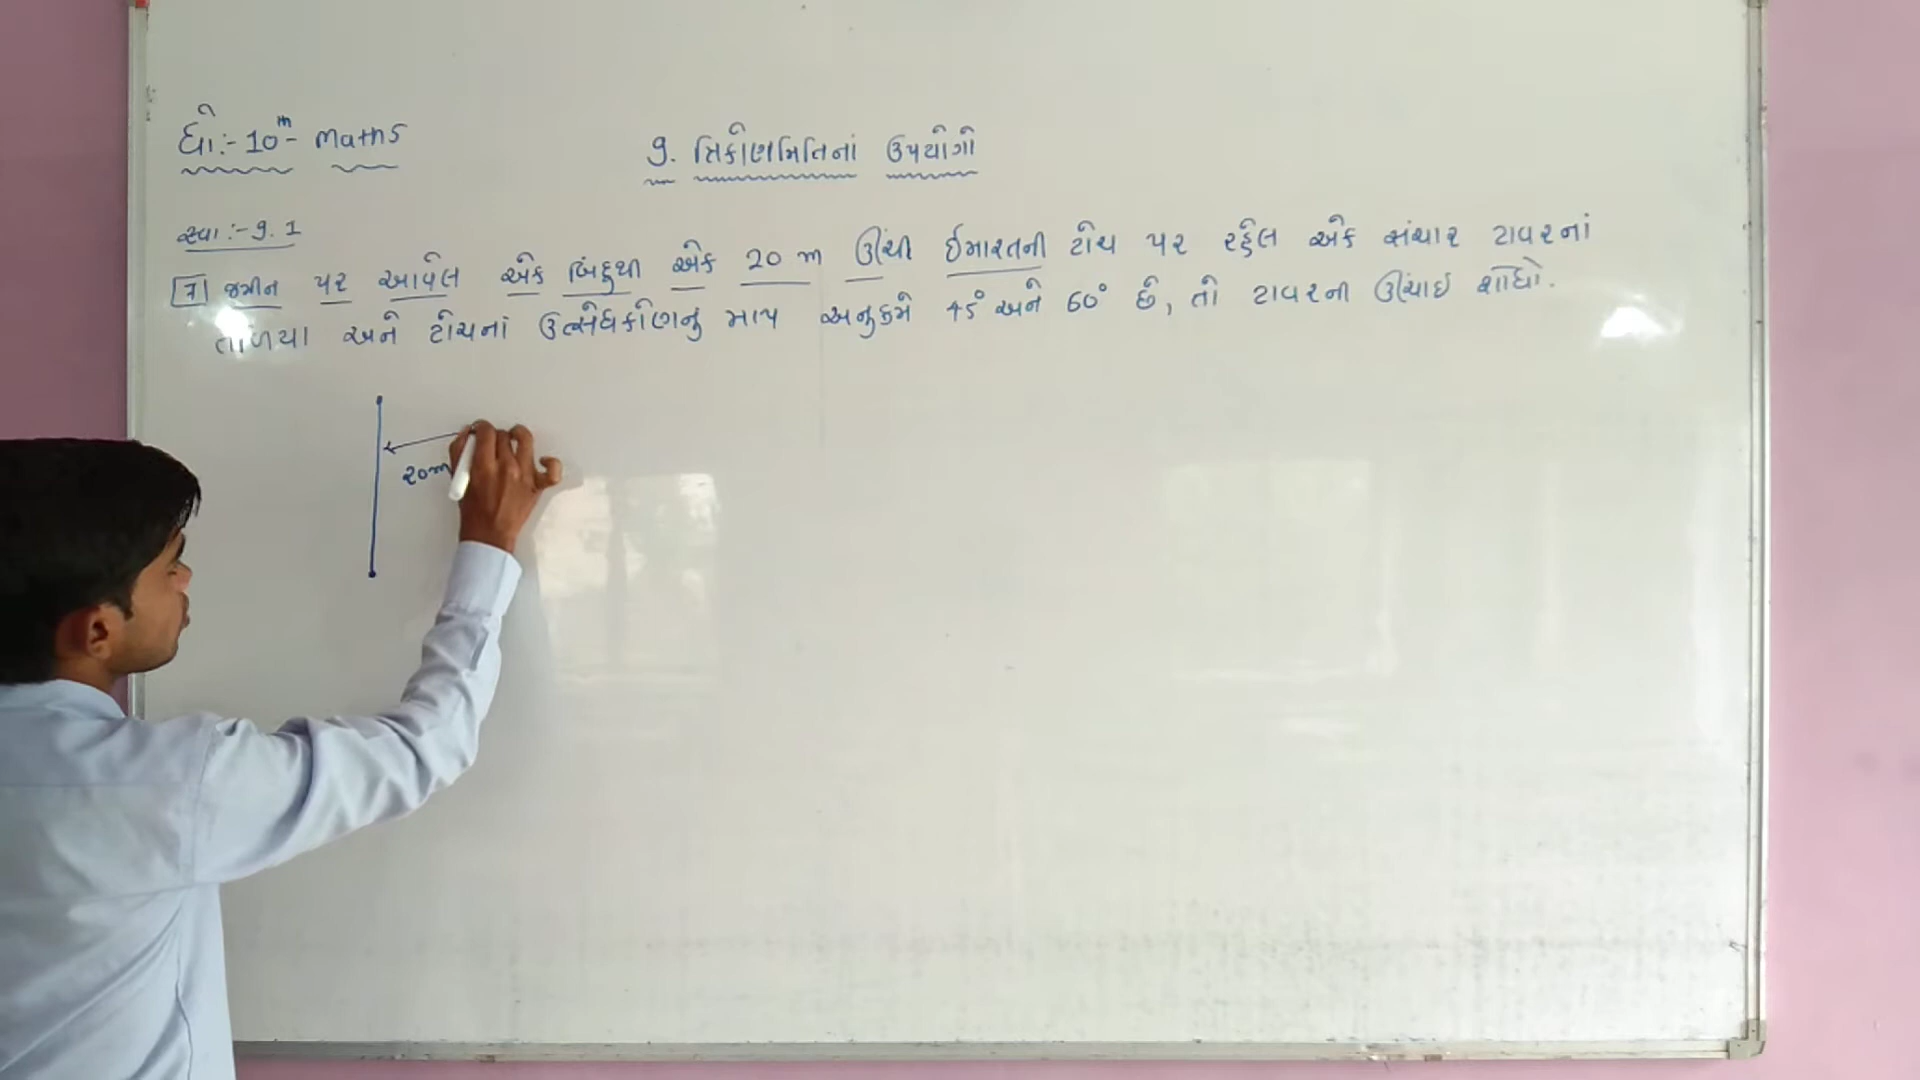 ધો:- 10th - Maths
9. ત્રિકોણમિતિનાં ઉપયોગો
સ્વા:- 9.1
7 જમીન પર આવેલ એક બિંદુથી એક 20 m ઊંચી ઈમારતની ટોચ પર રહેલ એક સંચાર ટાવરનાં
તળિયા અને ટોચનાં ઉત્સેધકોણનું માપ અનુક્રમે 45° અને 60° છે, તો ટાવરની ઊંચાઈ શોધો.
20m